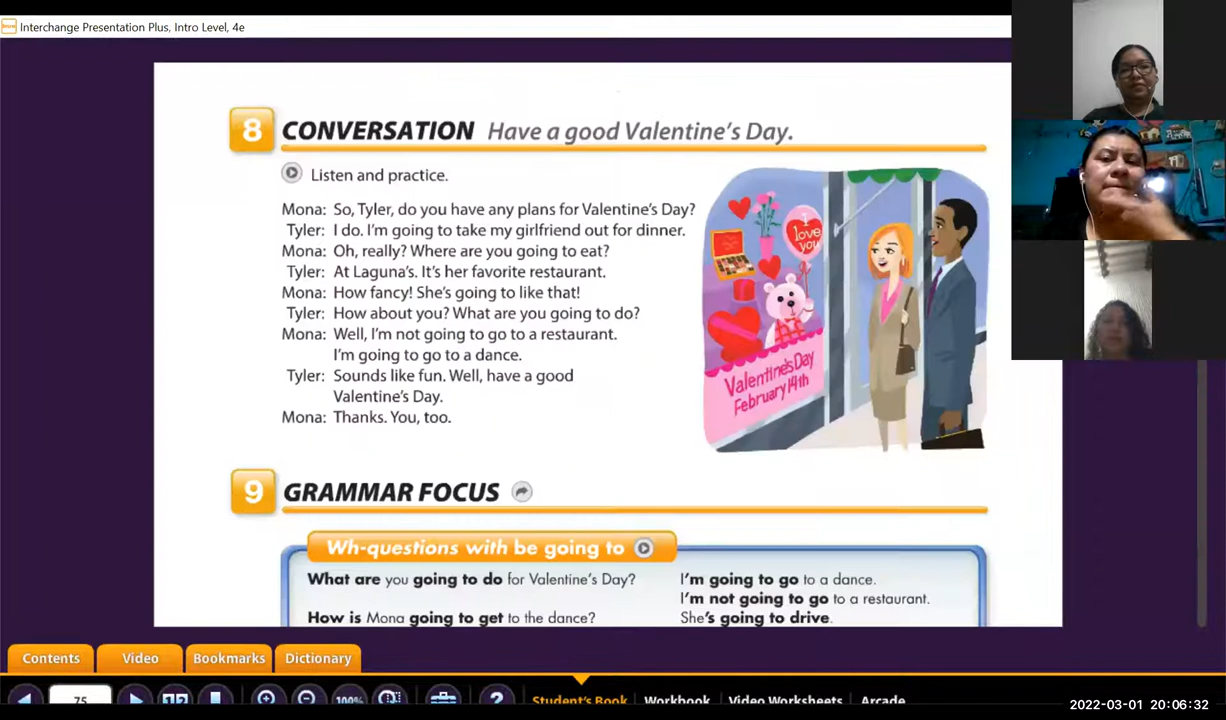 Interchange Presentation Plus, Intro Level, 4e
8 CONVERSATION Have a good Valentine's Day.
Listen and practice.
Mona: So, Tyler, do you have any plans for Valentine's Day?
Tyler: I do. I'm going to take my girlfriend out for dinner.
Mona: Oh, really? Where are you going to eat?
Tyler: At Laguna's. It's her favorite restaurant.
Mona: How fancy! She's going to like that!
Tyler: How about you? What are you going to do?
Mona: Well, I'm not going to go to a restaurant.
I'm going to go to a dance.
Tyler: Sounds like fun. Well, have a good
Valentine's Day.
Mona: Thanks. You, too.
I
love
you
Valentine's Day
February 14th
9 GRAMMAR FOCUS
Wh-questions with be going to
What are you going to do for Valentine's Day? I'm going to go to a dance.
I'm not going to go to a restaurant.
How is Mona going to get to the dance? She's going to drive.
Contents Video Bookmarks Dictionary
75 100% ? Student's Book Workbook Video Worksheets Arcade
2022-03-01 20:06:32